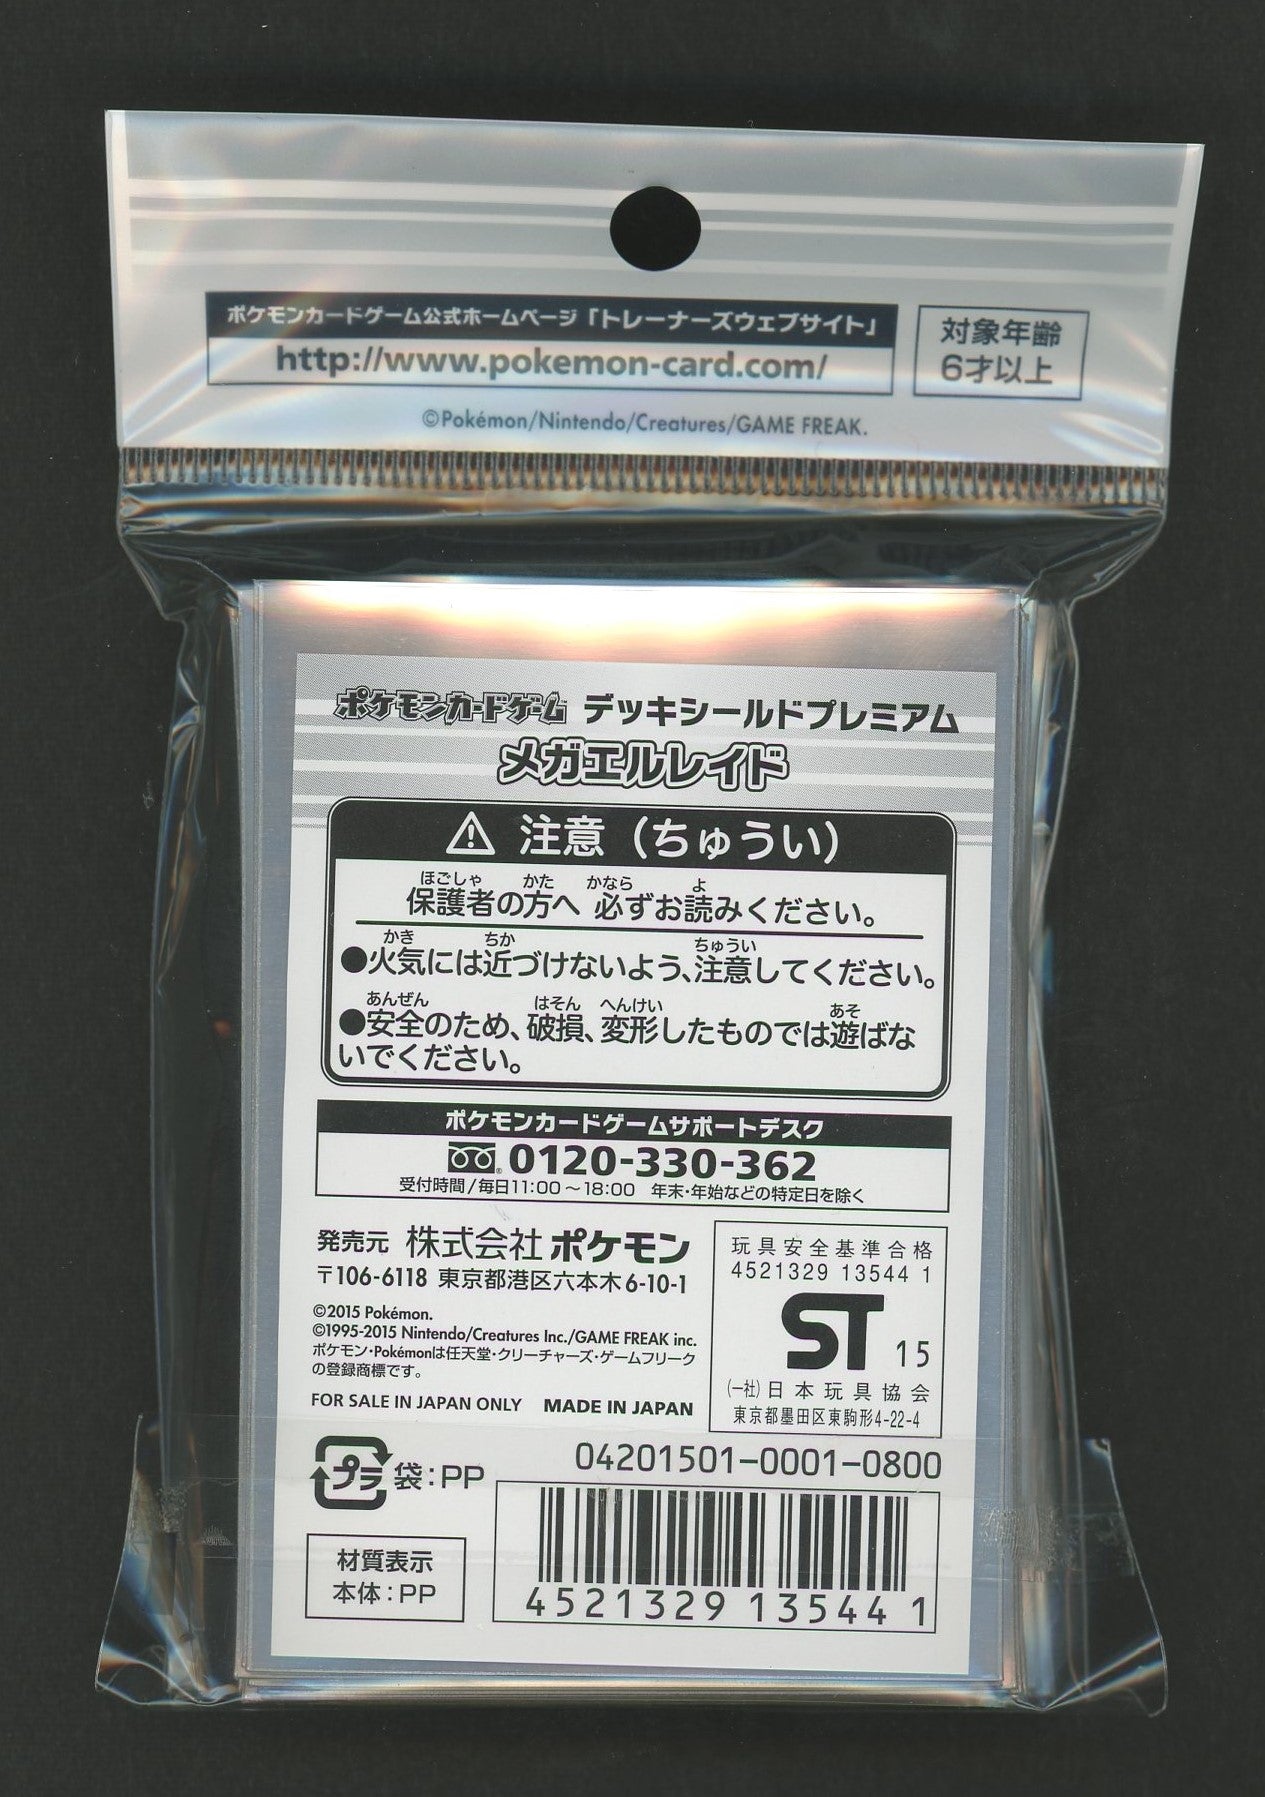 ポケモンカードゲーム公式ホームページ「トレーナーズウェブサイト」
http://www.pokemon-card.com/
対象年齢
6才以上
©Pokémon/Nintendo/Creatures/GAME FREAK.
ポケモンカードゲーム デッキシールドプレミアム
メガエルレイド
⚠ 注意（ちゅうい）
ほごしゃ かた かなら よ
保護者の方へ 必ずお読みください。
かき ちか ちゅうい
●火気には近づけないよう、注意してください。
あんぜん はそん へんけい あそ
●安全のため、破損、変形したものでは遊ばな
いでください。
ポケモンカードゲームサポートデスク
0120-330-362
受付時間/毎日11:00～18:00 年末・年始などの特定日を除く
発売元 株式会社ポケモン
〒106-6118 東京都港区六本木6-10-1
©2015 Pokémon.
©1995-2015 Nintendo/Creatures Inc./GAME FREAK inc.
ポケモン・Pokémonは任天堂・クリーチャーズ・ゲームフリーク
の登録商標です。
FOR SALE IN JAPAN ONLY MADE IN JAPAN
玩具安全基準合格
4521329 13544 1
ST 15
(一社)日本玩具協会
東京都墨田区東駒形4-22-4
プラ 袋:PP
04201501-0001-0800
材質表示
本体:PP
4521329135441